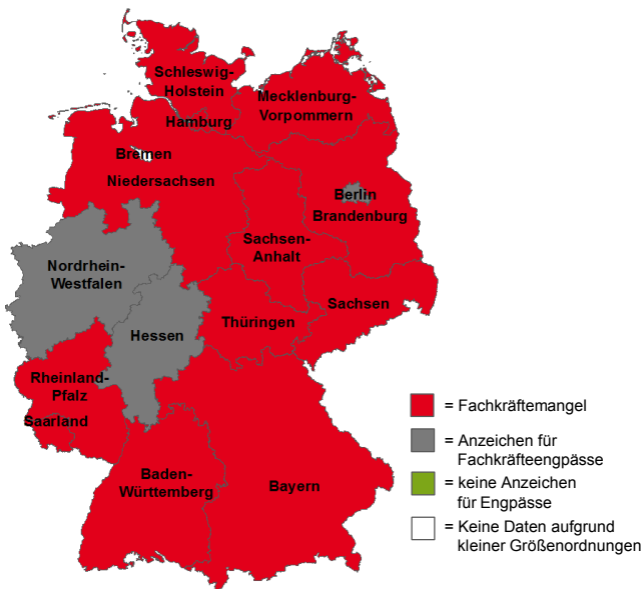 Schleswig-
Holstein
Mecklenburg-
Vorpommern
Hamburg
Bremen
Niedersachsen
Berlin
Brandenburg
Sachsen-
Anhalt
Nordrhein-
Westfalen
Sachsen
Thüringen
Hessen
Rheinland-
Pfalz
Saarland
Baden-
Württemberg
Bayern
= Fachkräftemangel
= Anzeichen für
Fachkräfteengpässe
= keine Anzeichen
für Engpässe
= Keine Daten aufgrund
kleiner Größenordnungen